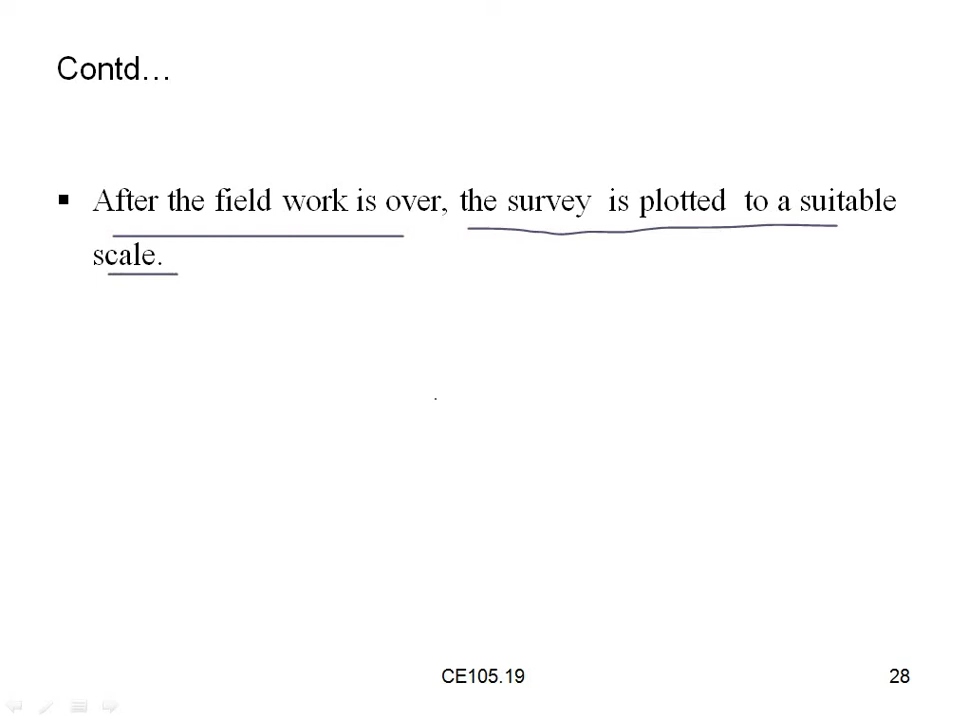 Contd…
▪ After the field work is over, the survey is plotted to a suitable
scale.
CE105.19
28